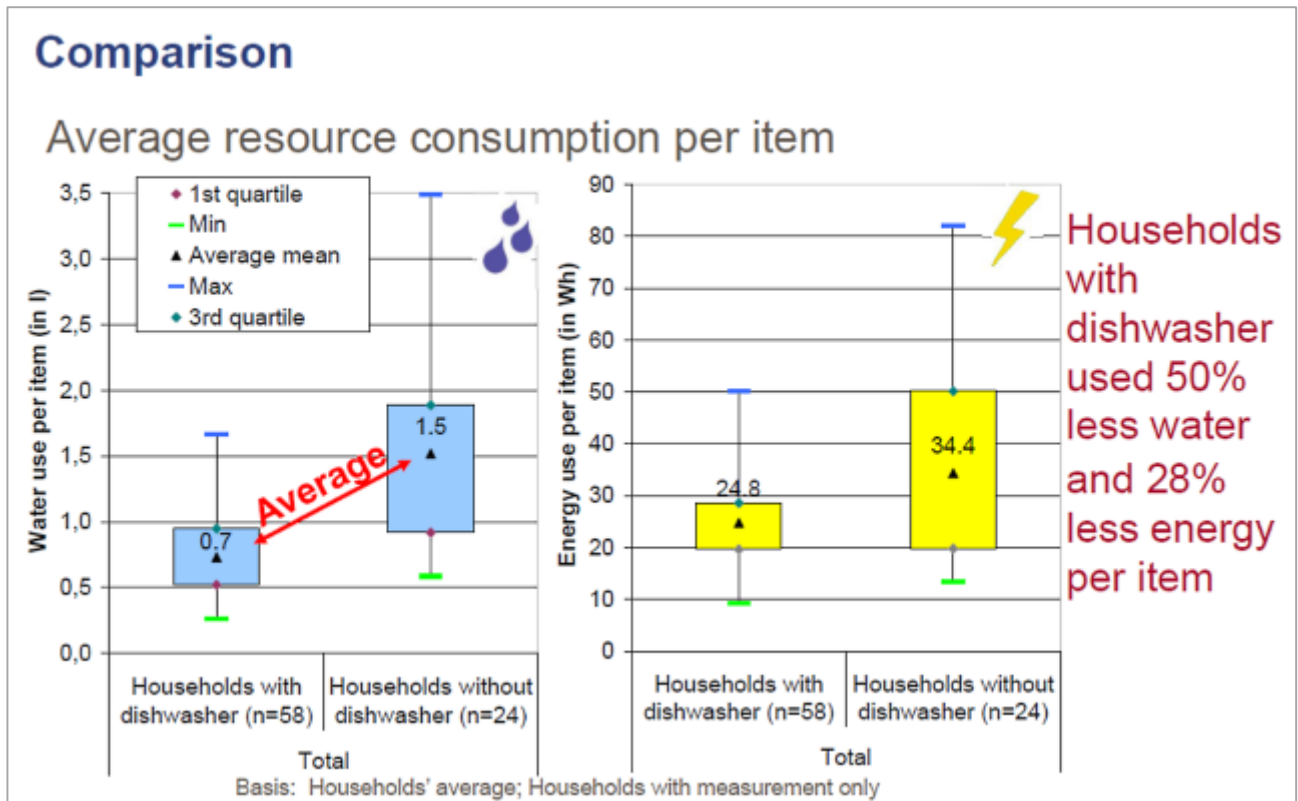 Comparison
Average resource consumption per item
Water use per item (in l)
3,5
3,0
2,5
2,0
1,5
1,0
0,5
0,0
1st quartile
Min
Average mean
Max
3rd quartile
0.7
Average
1.5
Households with
dishwasher (n=58)
Households without
dishwasher (n=24)
Total
Energy use per item (in Wh)
90
80
70
60
50
40
30
20
10
0
24.8
34.4
Households with
dishwasher (n=58)
Households without
dishwasher (n=24)
Total
Households
with
dishwasher
used 50%
less water
and 28%
less energy
per item
Basis: Households' average; Households with measurement only